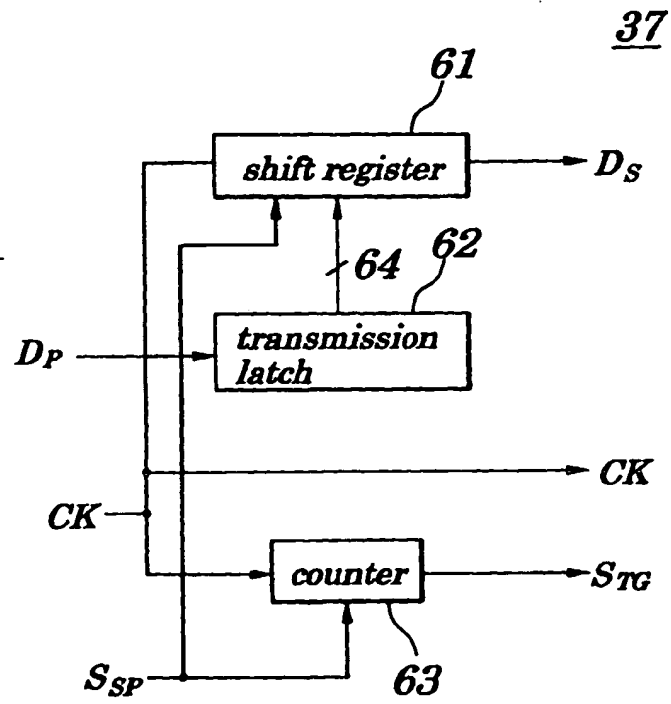 37
61
shift register
DS
64
62
DP
transmission
latch
CK
CK
counter
STG
SSP
63